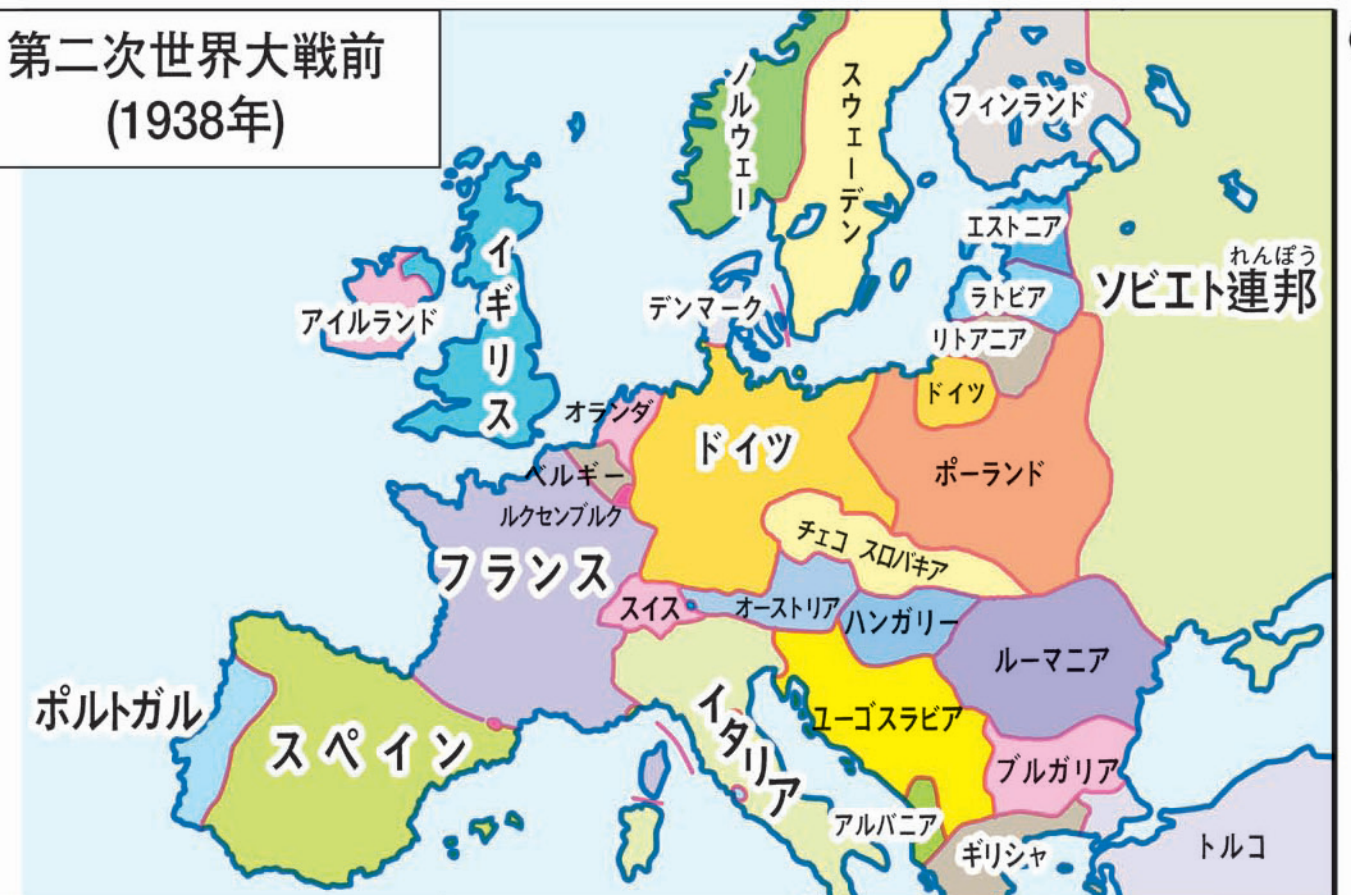 第二次世界大戦前
(1938年)
ノルウェー
スウェーデン
フィンランド
エストニア
ラトビア
リトアニア
れんぽう
ソビエト連邦
イギリス
アイルランド
デンマーク
オランダ
ドイツ
ドイツ
ポーランド
ベルギー
ルクセンブルク
チェコ スロバキア
フランス
スイス
オーストリア
ハンガリー
ルーマニア
ポルトガル
スペイン
イタリア
ユーゴスラビア
ブルガリア
アルバニア
ギリシャ
トルコ